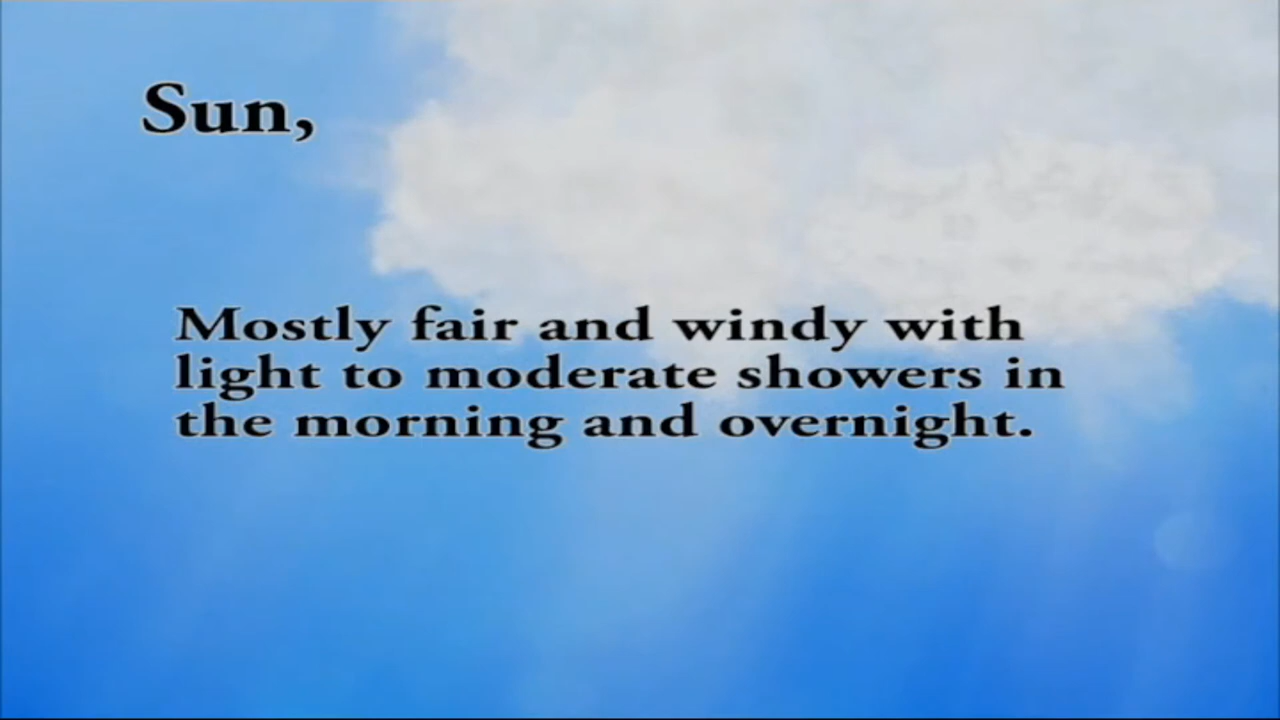 Sun,
Mostly fair and windy with
light to moderate showers in
the morning and overnight.